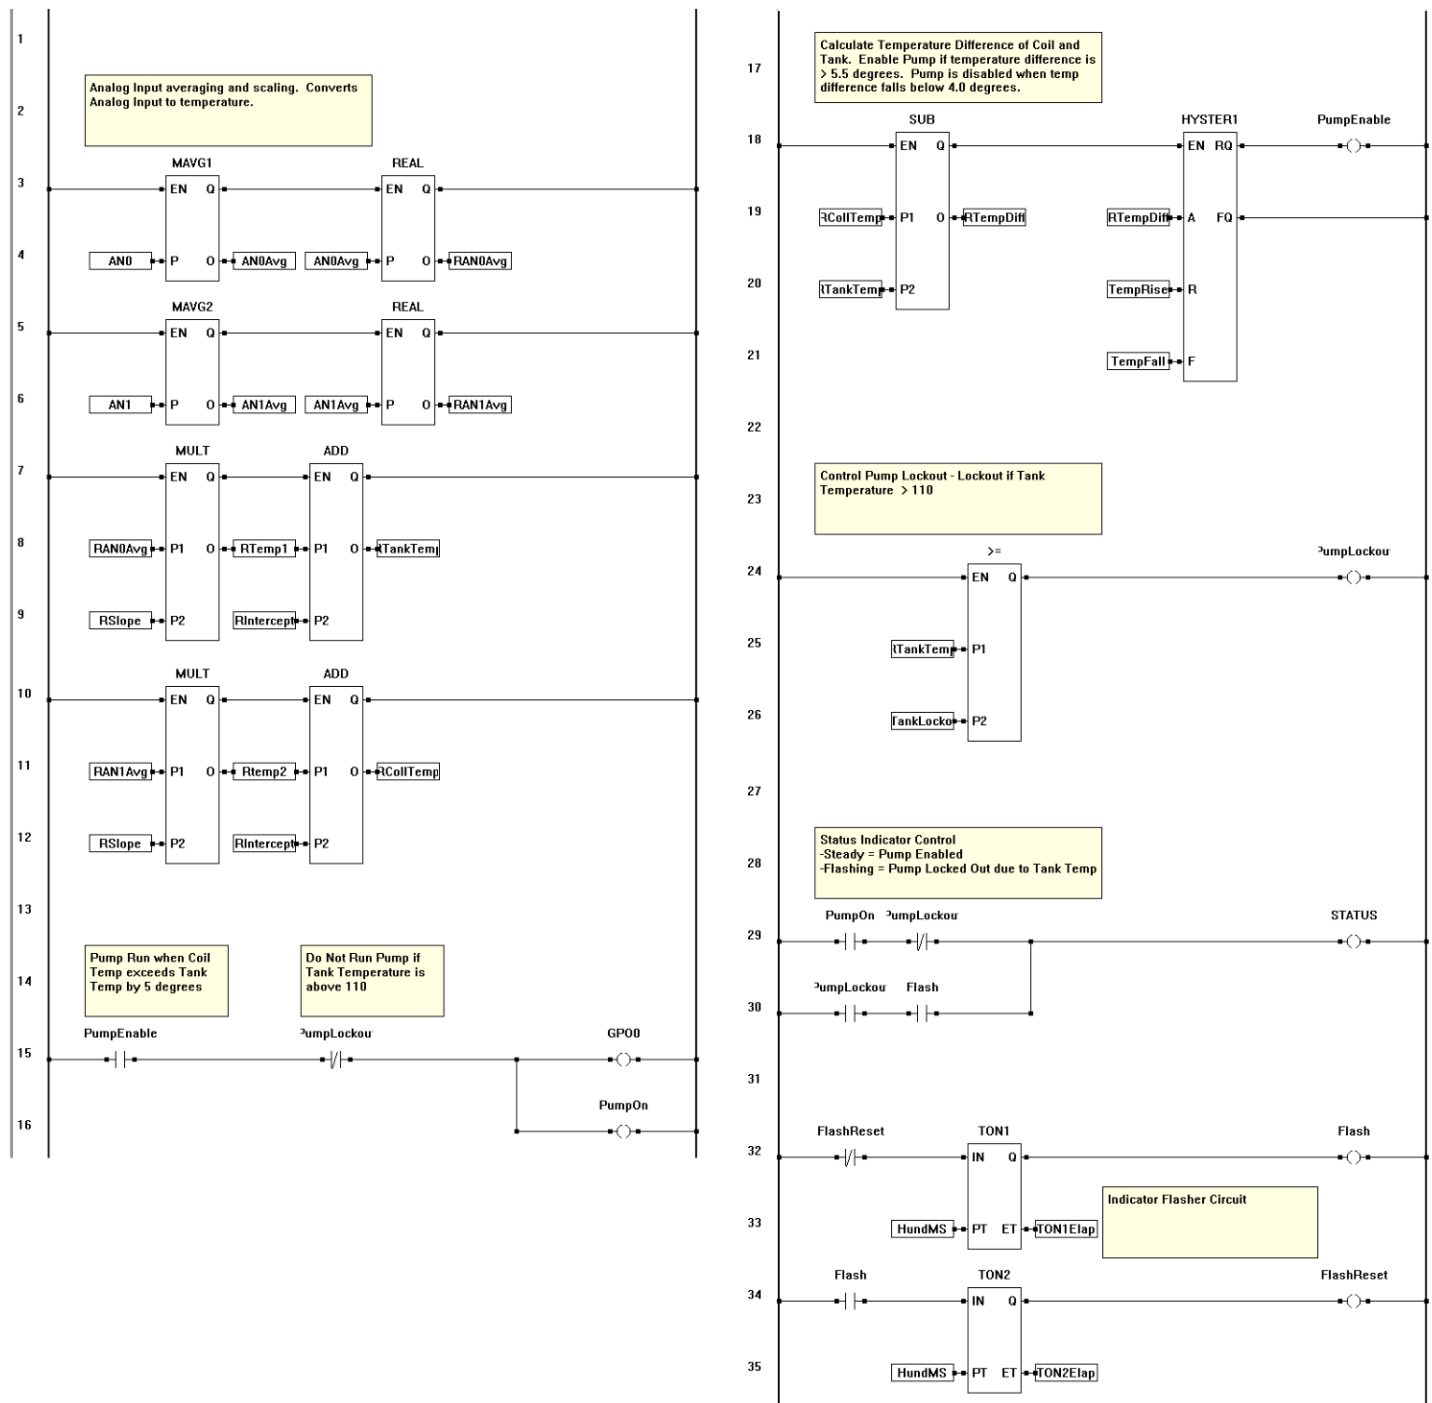 1
2
Analog Input averaging and scaling. Converts
Analog Input to temperature.
MAVG1 REAL
3 EN Q EN Q
4 AN0 P O AN0Avg AN0Avg P O RAN0Avg
MAVG2 REAL
5 EN Q EN Q
6 AN1 P O AN1Avg AN1Avg P O RAN1Avg
MULT ADD
7 EN Q EN Q
8 RAN0Avg P1 O RTemp1 P1 O RTankTemp
9 RSlope P2 RIntercept P2
MULT ADD
10 EN Q EN Q
11 RAN1Avg P1 O Rtemp2 P1 O RCollTemp
12 RSlope P2 RIntercept P2
13
14
Pump Run when Coil
Temp exceeds Tank
Temp by 5 degrees
Do Not Run Pump if
Tank Temperature is
above 110
PumpEnable PumpLockou GPO0
15
PumpOn
16
17
Calculate Temperature Difference of Coil and
Tank. Enable Pump if temperature difference is
> 5.5 degrees. Pump is disabled when temp
difference falls below 4.0 degrees.
SUB HYSTER1 PumpEnable
18 EN Q EN RQ
19 RCollTemp P1 O RTempDiff RTempDiff A FQ
20 RTankTemp P2 TempRise R
21 TempFall F
22
23
Control Pump Lockout - Lockout if Tank
Temperature > 110
>= PumpLockou
24 EN Q
25 RTankTemp P1
26 TankLocko P2
27
28
Status Indicator Control
-Steady = Pump Enabled
-Flashing = Pump Locked Out due to Tank Temp
PumpOn PumpLockou STATUS
29
PumpLockou Flash
30
31
FlashReset TON1 Flash
32 IN Q
Indicator Flasher Circuit
33 HundMS PT ET TON1Elap
Flash TON2 FlashReset
34 IN Q
35 HundMS PT ET TON2Elap